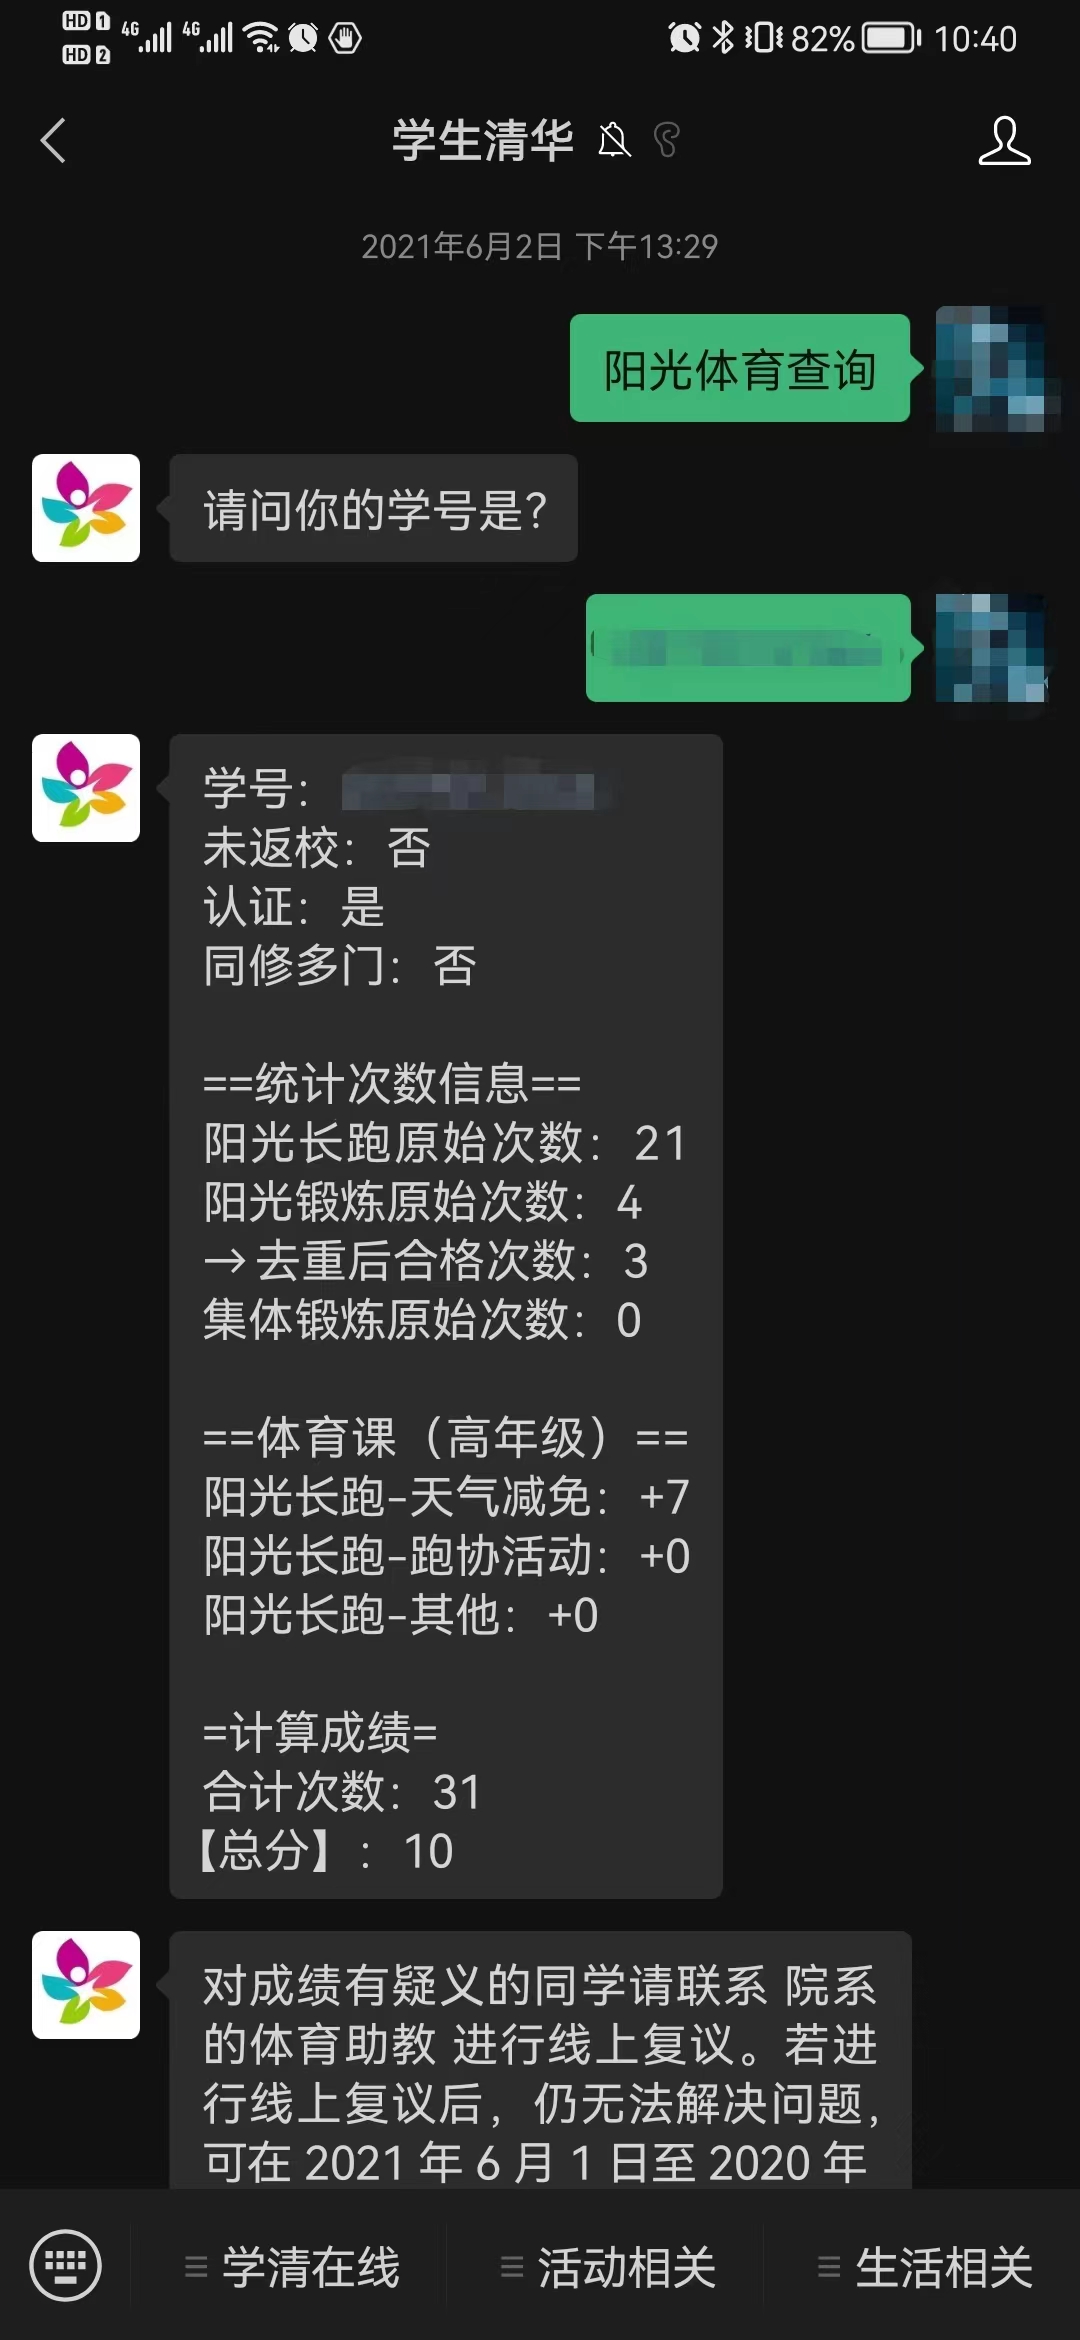 HD 1 4G 4G 82% 10:40
HD 2
学生清华
2021年6月2日 下午13:29
阳光体育查询
请问你的学号是?
学号:
未返校: 否
认证: 是
同修多门: 否
==统计次数信息==
阳光长跑原始次数: 21
阳光锻炼原始次数: 4
→去重后合格次数: 3
集体锻炼原始次数: 0
==体育课（高年级）==
阳光长跑-天气减免: +7
阳光长跑-跑协活动: +0
阳光长跑-其他: +0
=计算成绩=
合计次数: 31
【总分】: 10
对成绩有疑义的同学请联系 院系
的体育助教 进行线上复议。若进
行线上复议后, 仍无法解决问题,
可在 2021 年 6 月 1 日至 2020 年
学清在线 活动相关 生活相关